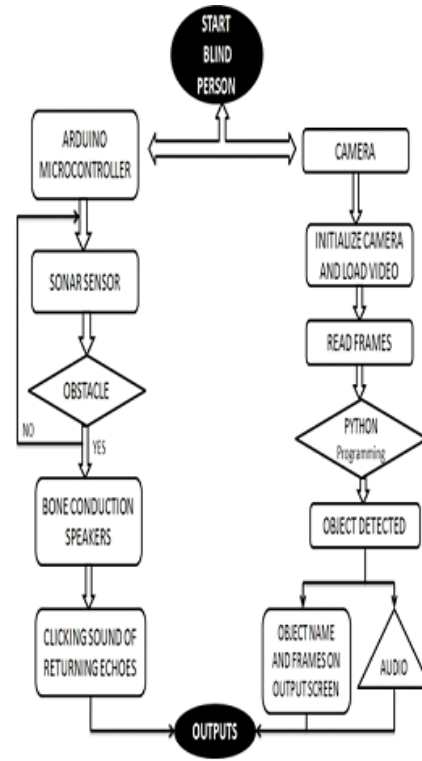 START
BLIND
PERSON
ARDUINO
MICROCONTROLLER
SONAR SENSOR
OBSTACLE
NO
YES
BONE CONDUCTION
SPEAKERS
CLICKING SOUND OF
RETURNING ECHOES
CAMERA
INITIALIZE CAMERA
AND LOAD VIDEO
READ FRAMES
PYTHON
Programming
OBJECT DETECTED
OBJECT NAME
AND FRAMES ON
OUTPUT SCREEN
AUDIO
OUTPUTS